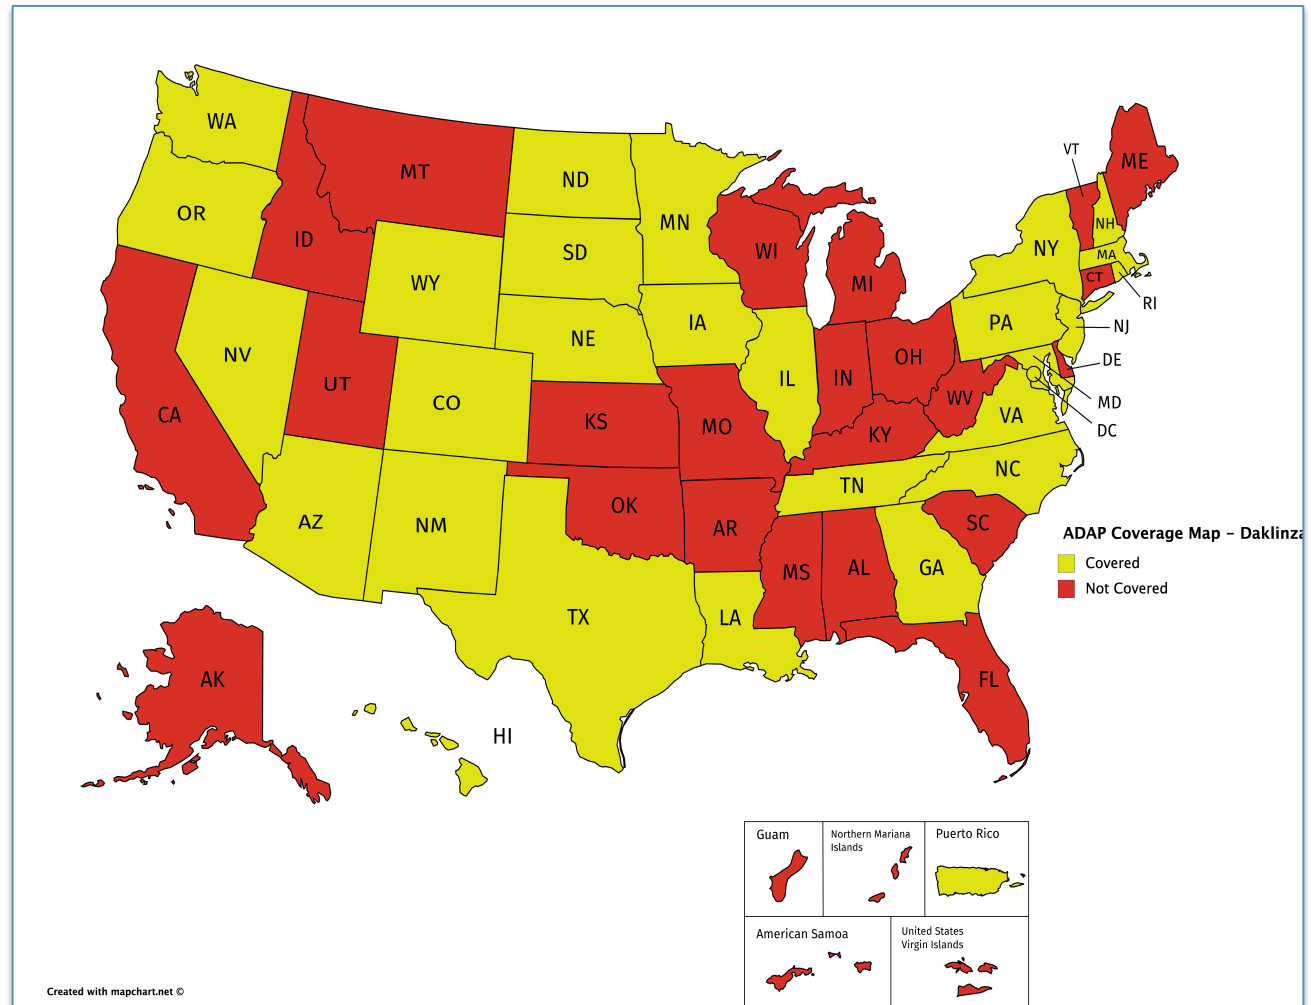 WA
VT
ME
MT
ND
OR
MN
NH
ID
NY
WI
SD
MA
CT
WY
MI
RI
IA
PA
NJ
NE
NV
OH
DE
UT
IL
IN
WV
CO
MD
CA
KS
MO
VA
DC
KY
NC
TN
OK
AZ
NM
AR
SC
ADAP Coverage Map – Daklinza
Covered
Not Covered
MS
AL
GA
TX
LA
AK
FL
HI
Guam
Northern Mariana
Islands
Puerto Rico
American Samoa
United States
Virgin Islands
Created with mapchart.net ©